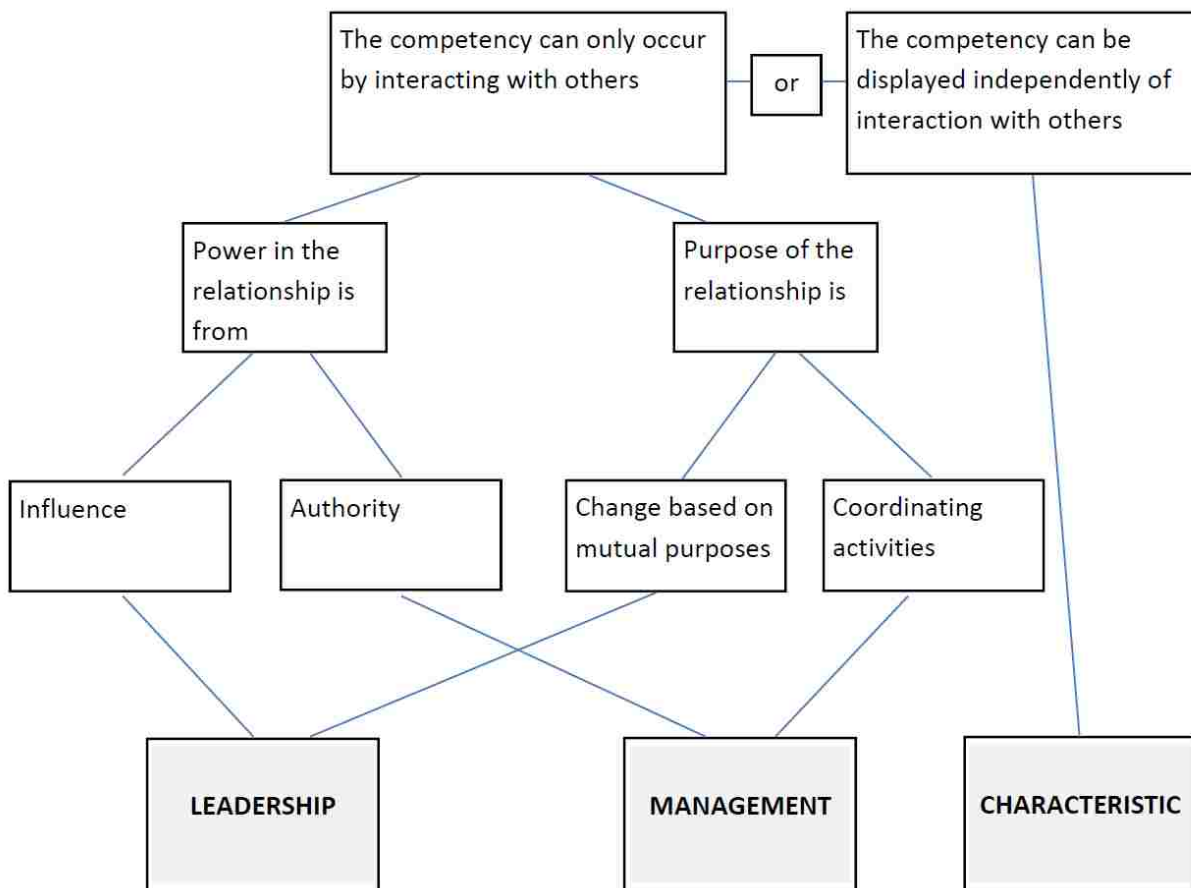 The competency can only occur
by interacting with others
or
The competency can be
displayed independently of
interaction with others
Power in the
relationship is
from
Purpose of the
relationship is
Influence
Authority
Change based on
mutual purposes
Coordinating
activities
LEADERSHIP
MANAGEMENT
CHARACTERISTIC